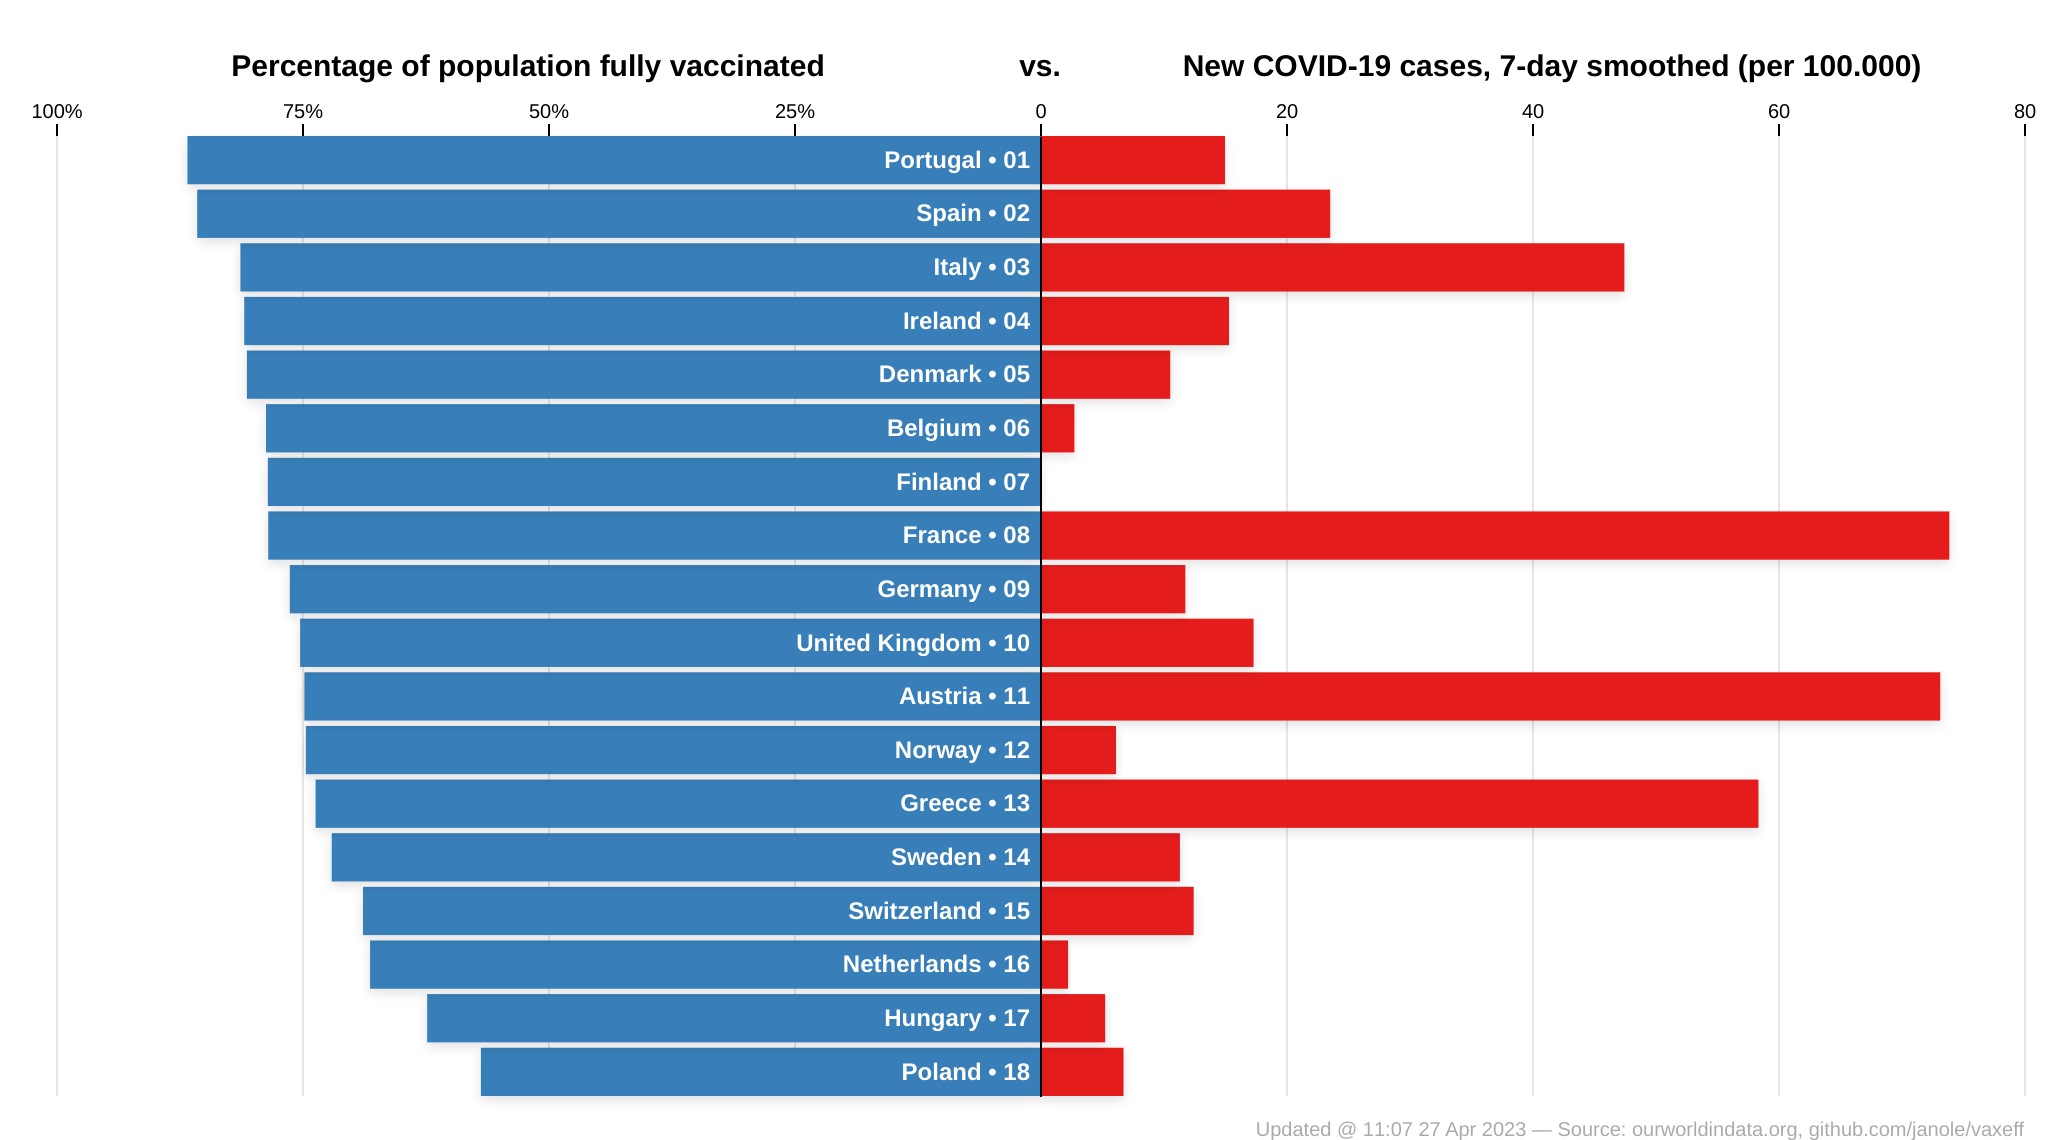 Percentage of population fully vaccinated vs. New COVID-19 cases, 7-day smoothed (per 100.000)
100% 75% 50% 25% 0 20 40 60 80
Portugal • 01
Spain • 02
Italy • 03
Ireland • 04
Denmark • 05
Belgium • 06
Finland • 07
France • 08
Germany • 09
United Kingdom • 10
Austria • 11
Norway • 12
Greece • 13
Sweden • 14
Switzerland • 15
Netherlands • 16
Hungary • 17
Poland • 18
Updated @ 11:07 27 Apr 2023 — Source: ourworldindata.org, github.com/janole/vaxeff